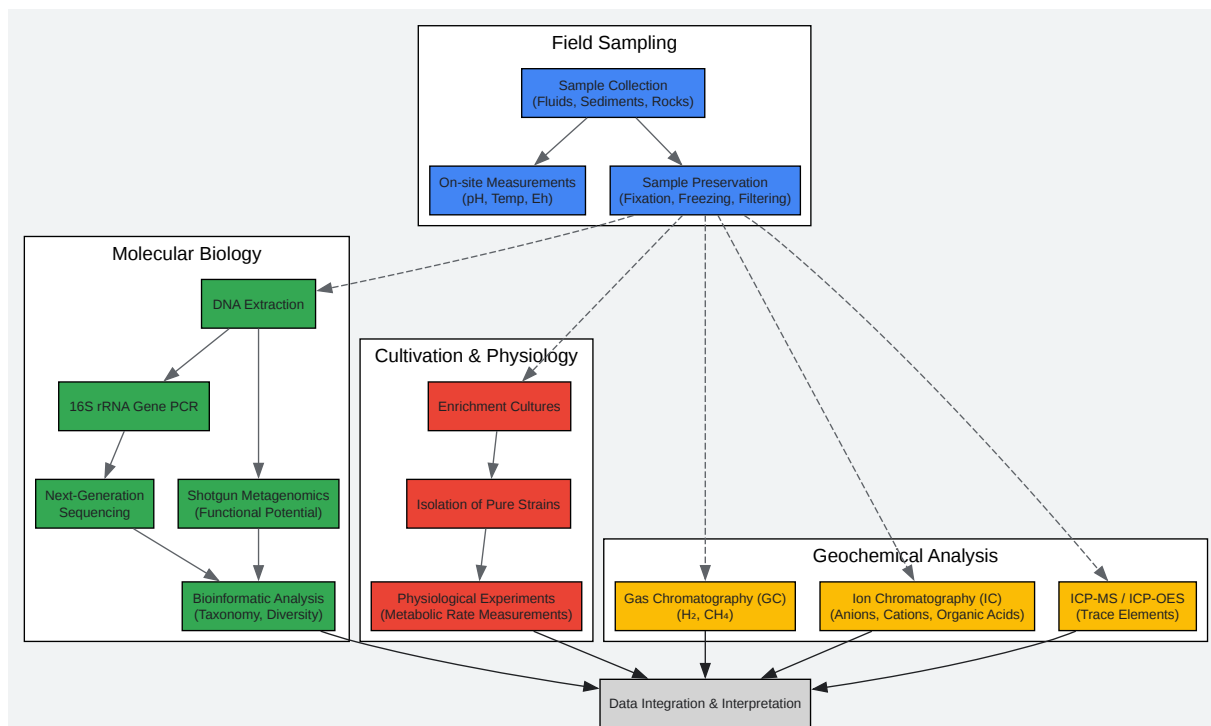 Field Sampling
Sample Collection
(Fluids, Sediments, Rocks)
On-site Measurements
(pH, Temp, Eh)
Sample Preservation
(Fixation, Freezing, Filtering)
Molecular Biology
DNA Extraction
16S rRNA Gene PCR
Next-Generation
Sequencing
Shotgun Metagenomics
(Functional Potential)
Bioinformatic Analysis
(Taxonomy, Diversity)
Cultivation & Physiology
Enrichment Cultures
Isolation of Pure Strains
Physiological Experiments
(Metabolic Rate Measurements)
Geochemical Analysis
Gas Chromatography (GC)
(H₂, CH₄)
Ion Chromatography (IC)
(Anions, Cations, Organic Acids)
ICP-MS / ICP-OES
(Trace Elements)
Data Integration & Interpretation